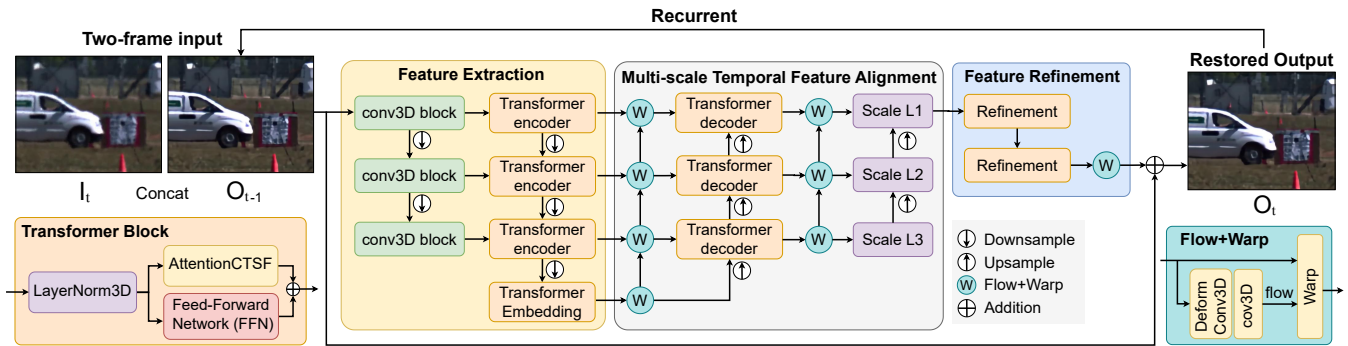 Recurrent
Two-frame input
Restored Output
I_t
Concat
O_{t-1}
Feature Extraction
conv3D block
Transformer
encoder
conv3D block
Transformer
encoder
conv3D block
Transformer
encoder
Transformer
Embedding
Multi-scale Temporal Feature Alignment
W
Transformer
decoder
W
Scale L1
W
Transformer
decoder
W
Scale L2
W
Transformer
decoder
W
Scale L3
W
Feature Refinement
Refinement
Refinement
W
O_t
Downsample
Upsample
W Flow+Warp
Addition
Transformer Block
LayerNorm3D
AttentionCTSF
Feed-Forward
Network (FFN)
Flow+Warp
Deform
Conv3D
cov3D
flow
Warp